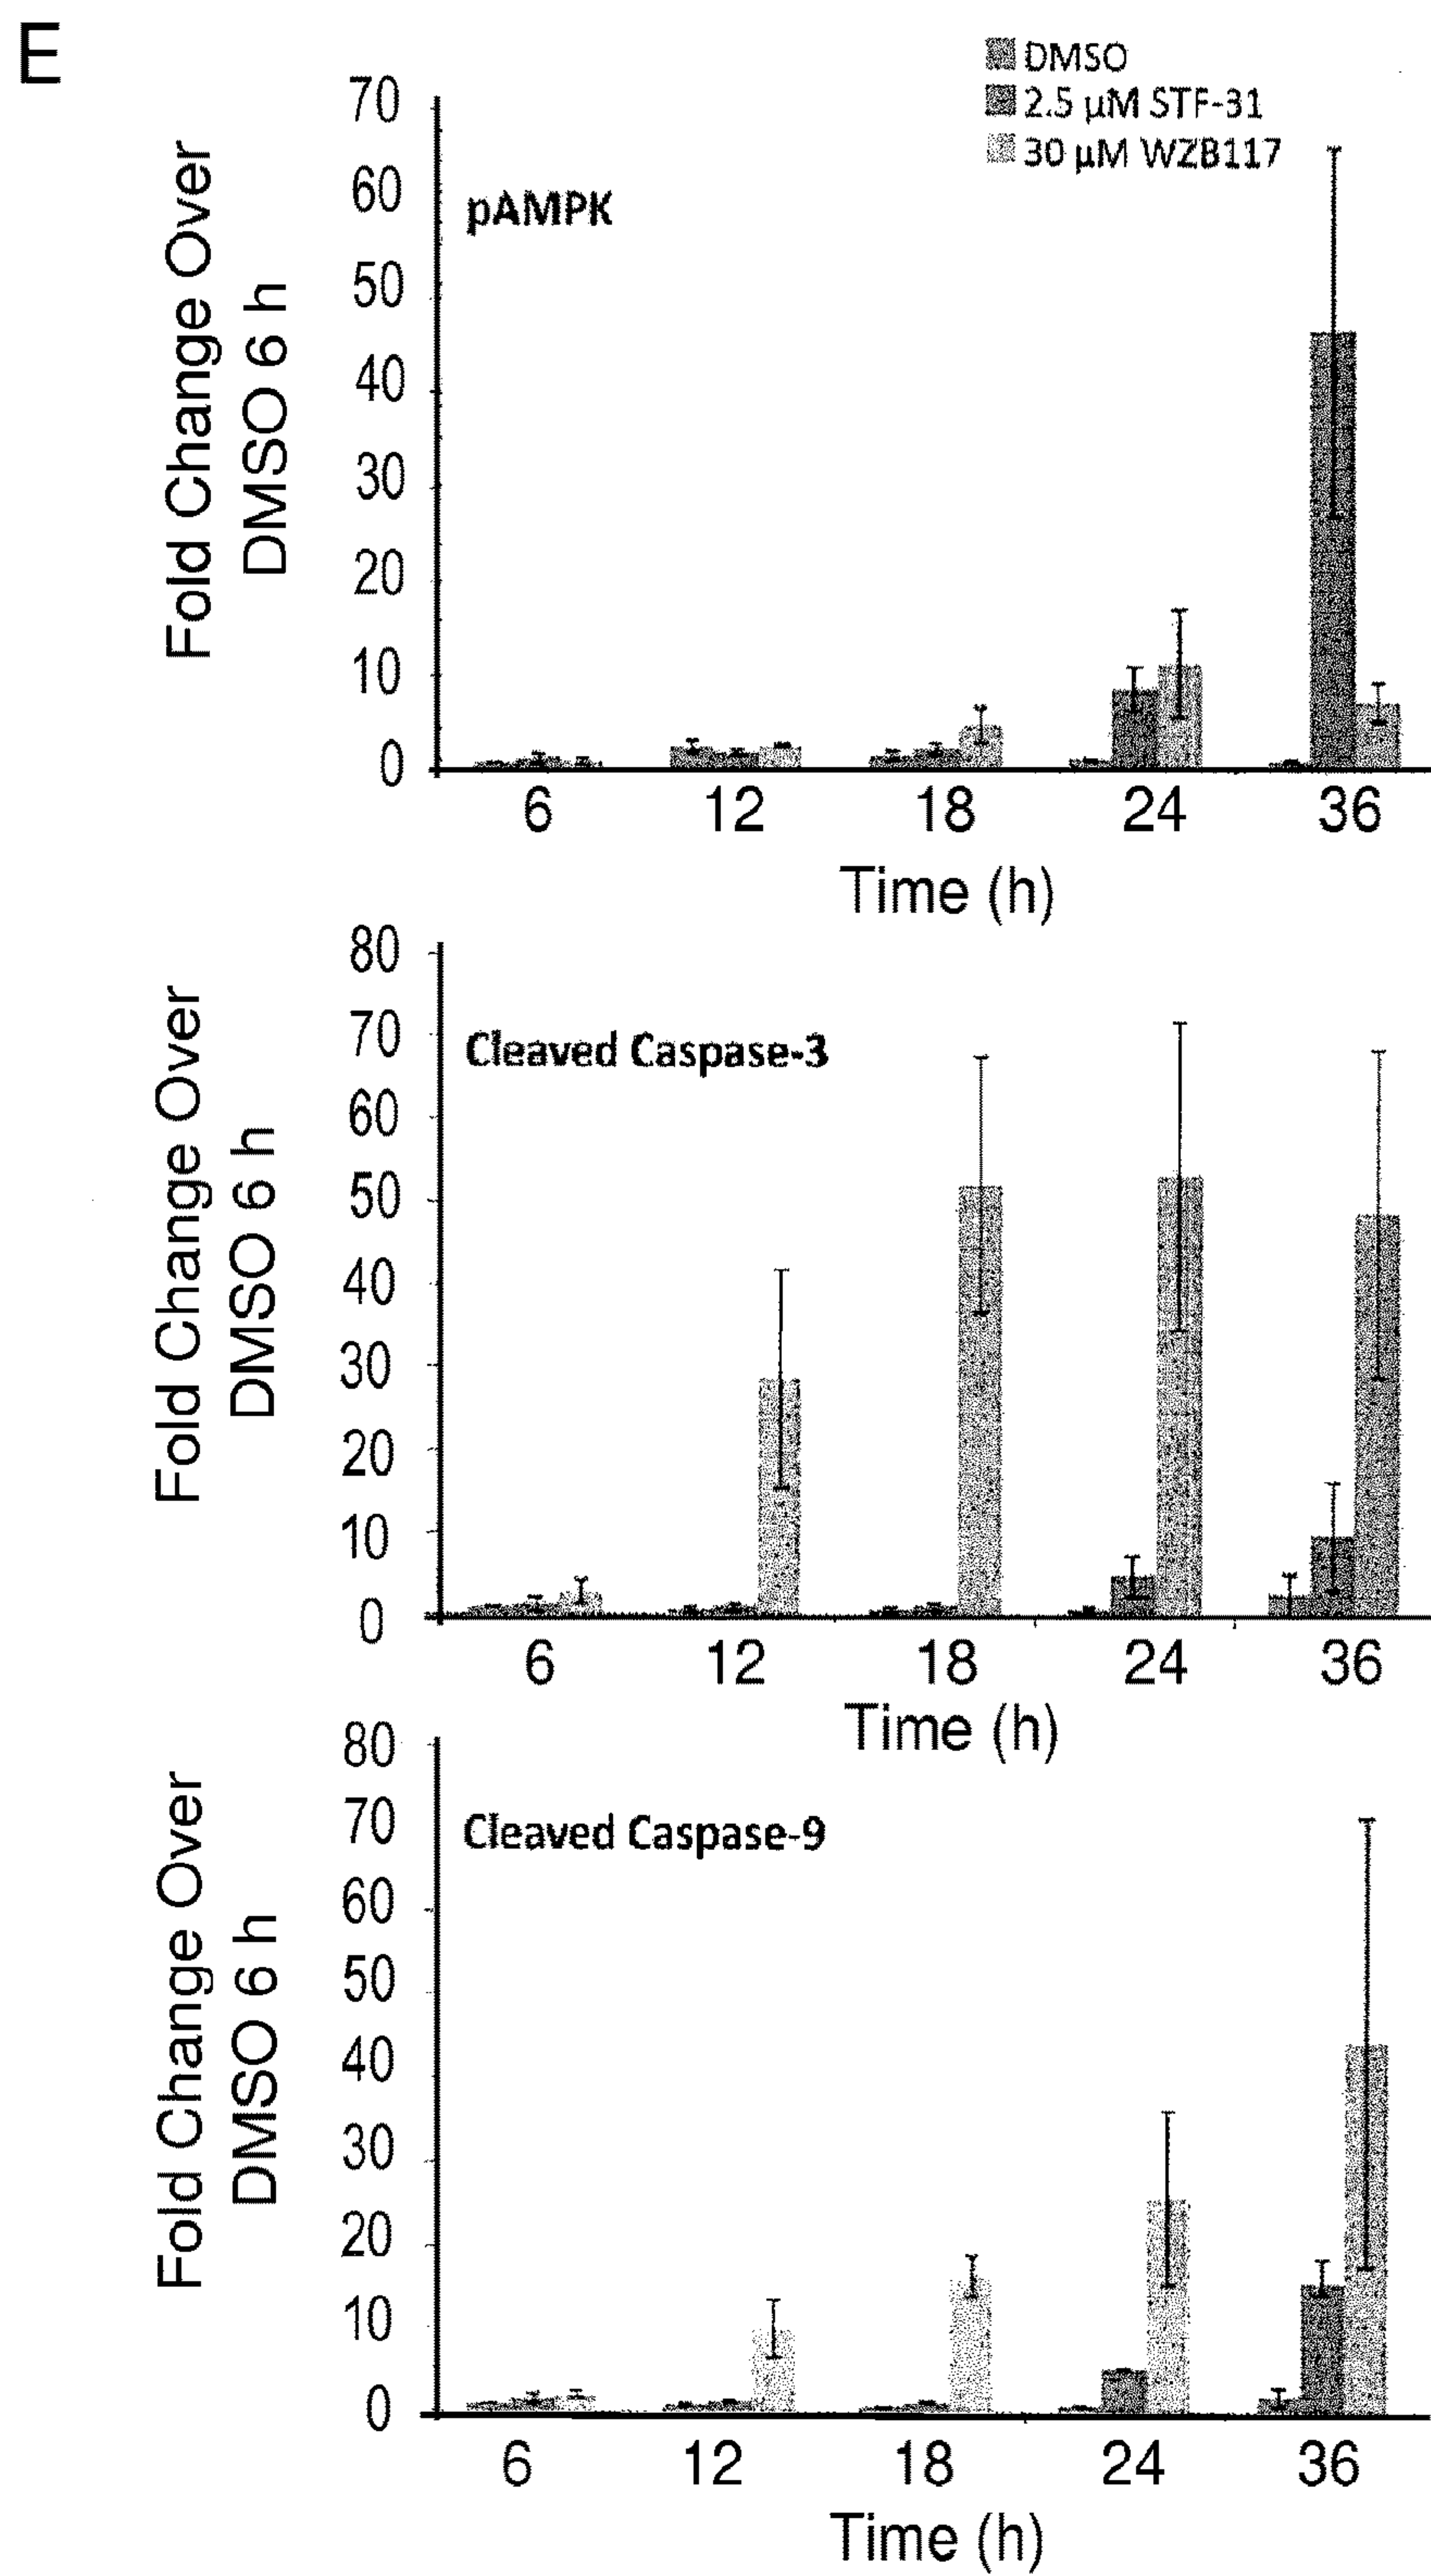 E
DMSO
2.5 µM STF-31
30 µM WZB117
Fold Change Over
DMSO 6 h
70
60
50
40
30
20
10
0
pAMPK
6 12 18 24 36
Time (h)
Fold Change Over
DMSO 6 h
80
70
60
50
40
30
20
10
0
Cleaved Caspase-3
6 12 18 24 36
Time (h)
Fold Change Over
DMSO 6 h
80
70
60
50
40
30
20
10
0
Cleaved Caspase-9
6 12 18 24 36
Time (h)